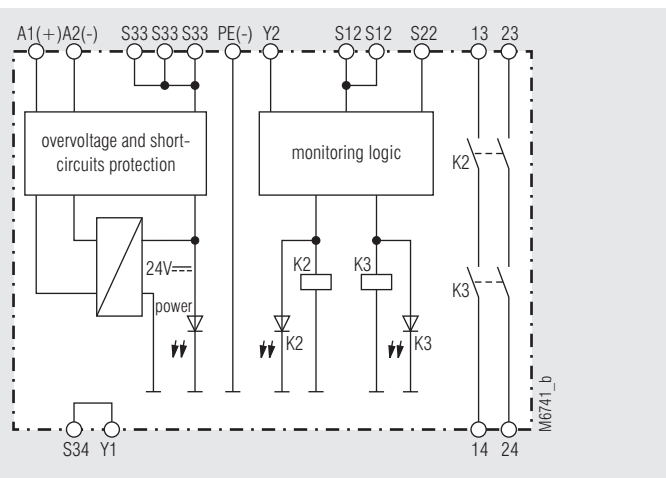 A1(+) A2(-) S33 S33 S33 PE(-) Y2 S12 S12 S22 13 23
overvoltage and short-
circuits protection
monitoring logic
K2
24V
K2 K3
K3
power
K2 K3
M6741_b
S34 Y1 14 24